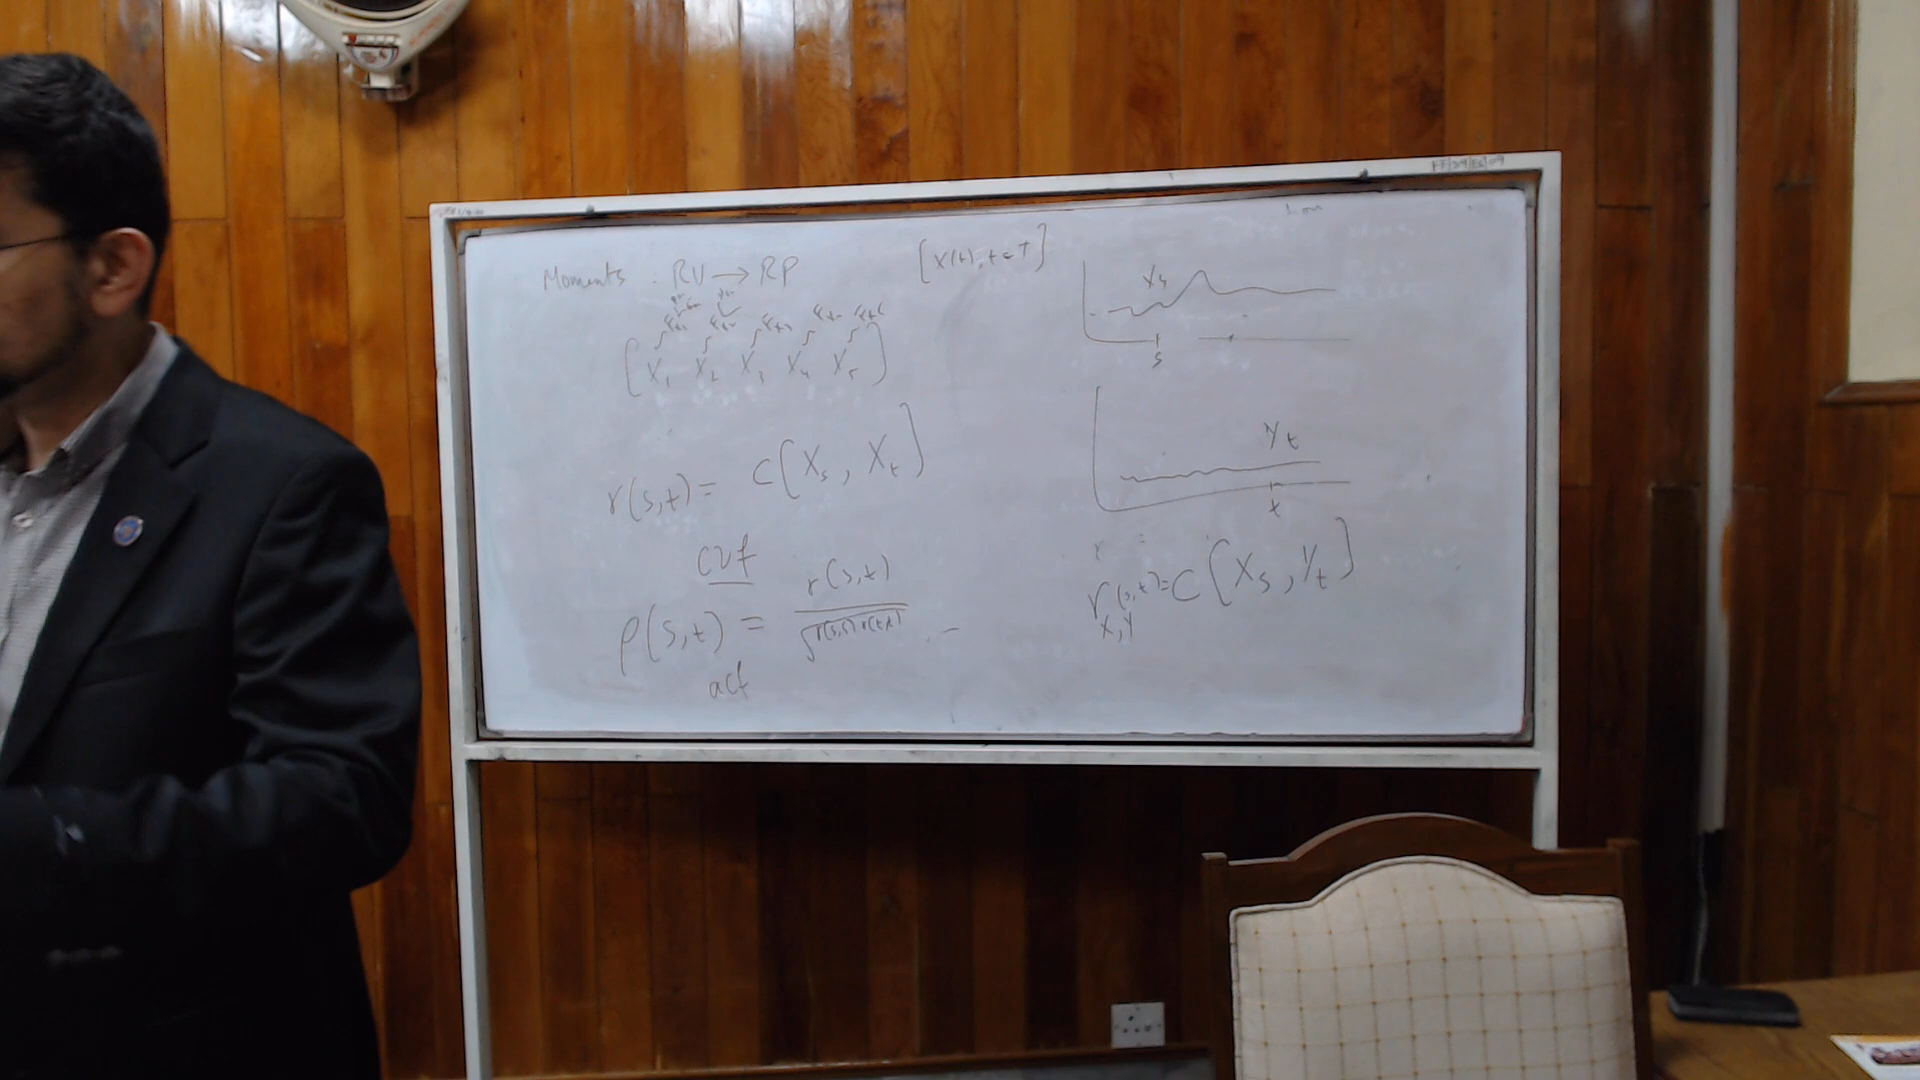 Moments : RV → RP
[X(t), t ∈ T]
[X₁ X₂ X₃ X₄ X₅]
r(s,t) = C[Xₛ, Xₜ]
cvf
ρ(s,t) = r(s,t) / √r(s,s) r(t,t)
acf
Xₛ
s
Yₜ
t
r (s,t) = C[Xₛ, Yₜ]
X,Y